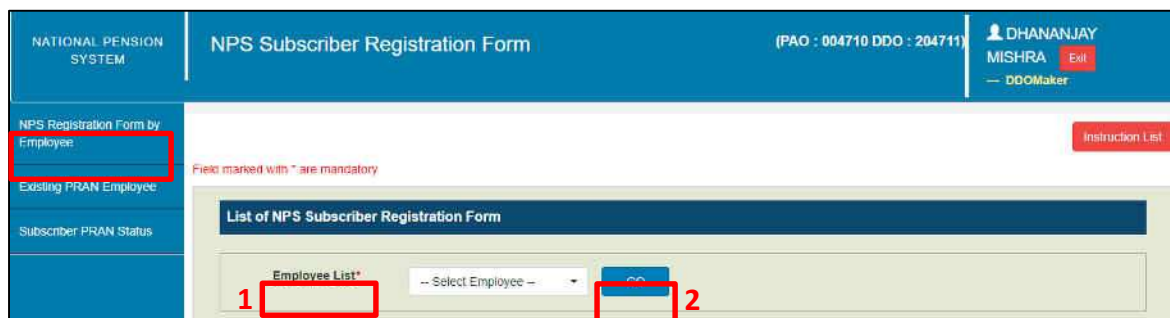 NATIONAL PENSION
SYSTEM
NPS Subscriber Registration Form
(PAO : 004710 DDO : 204711)
DHANANJAY
MISHRA Exit
--- DDOMaker
NPS Registration Form by
Employee
Instruction List
Field marked with * are mandatory
Existing PRAN Employee
List of NPS Subscriber Registration Form
Subscriber PRAN Status
Employee List*
-- Select Employee --
GO
1
2